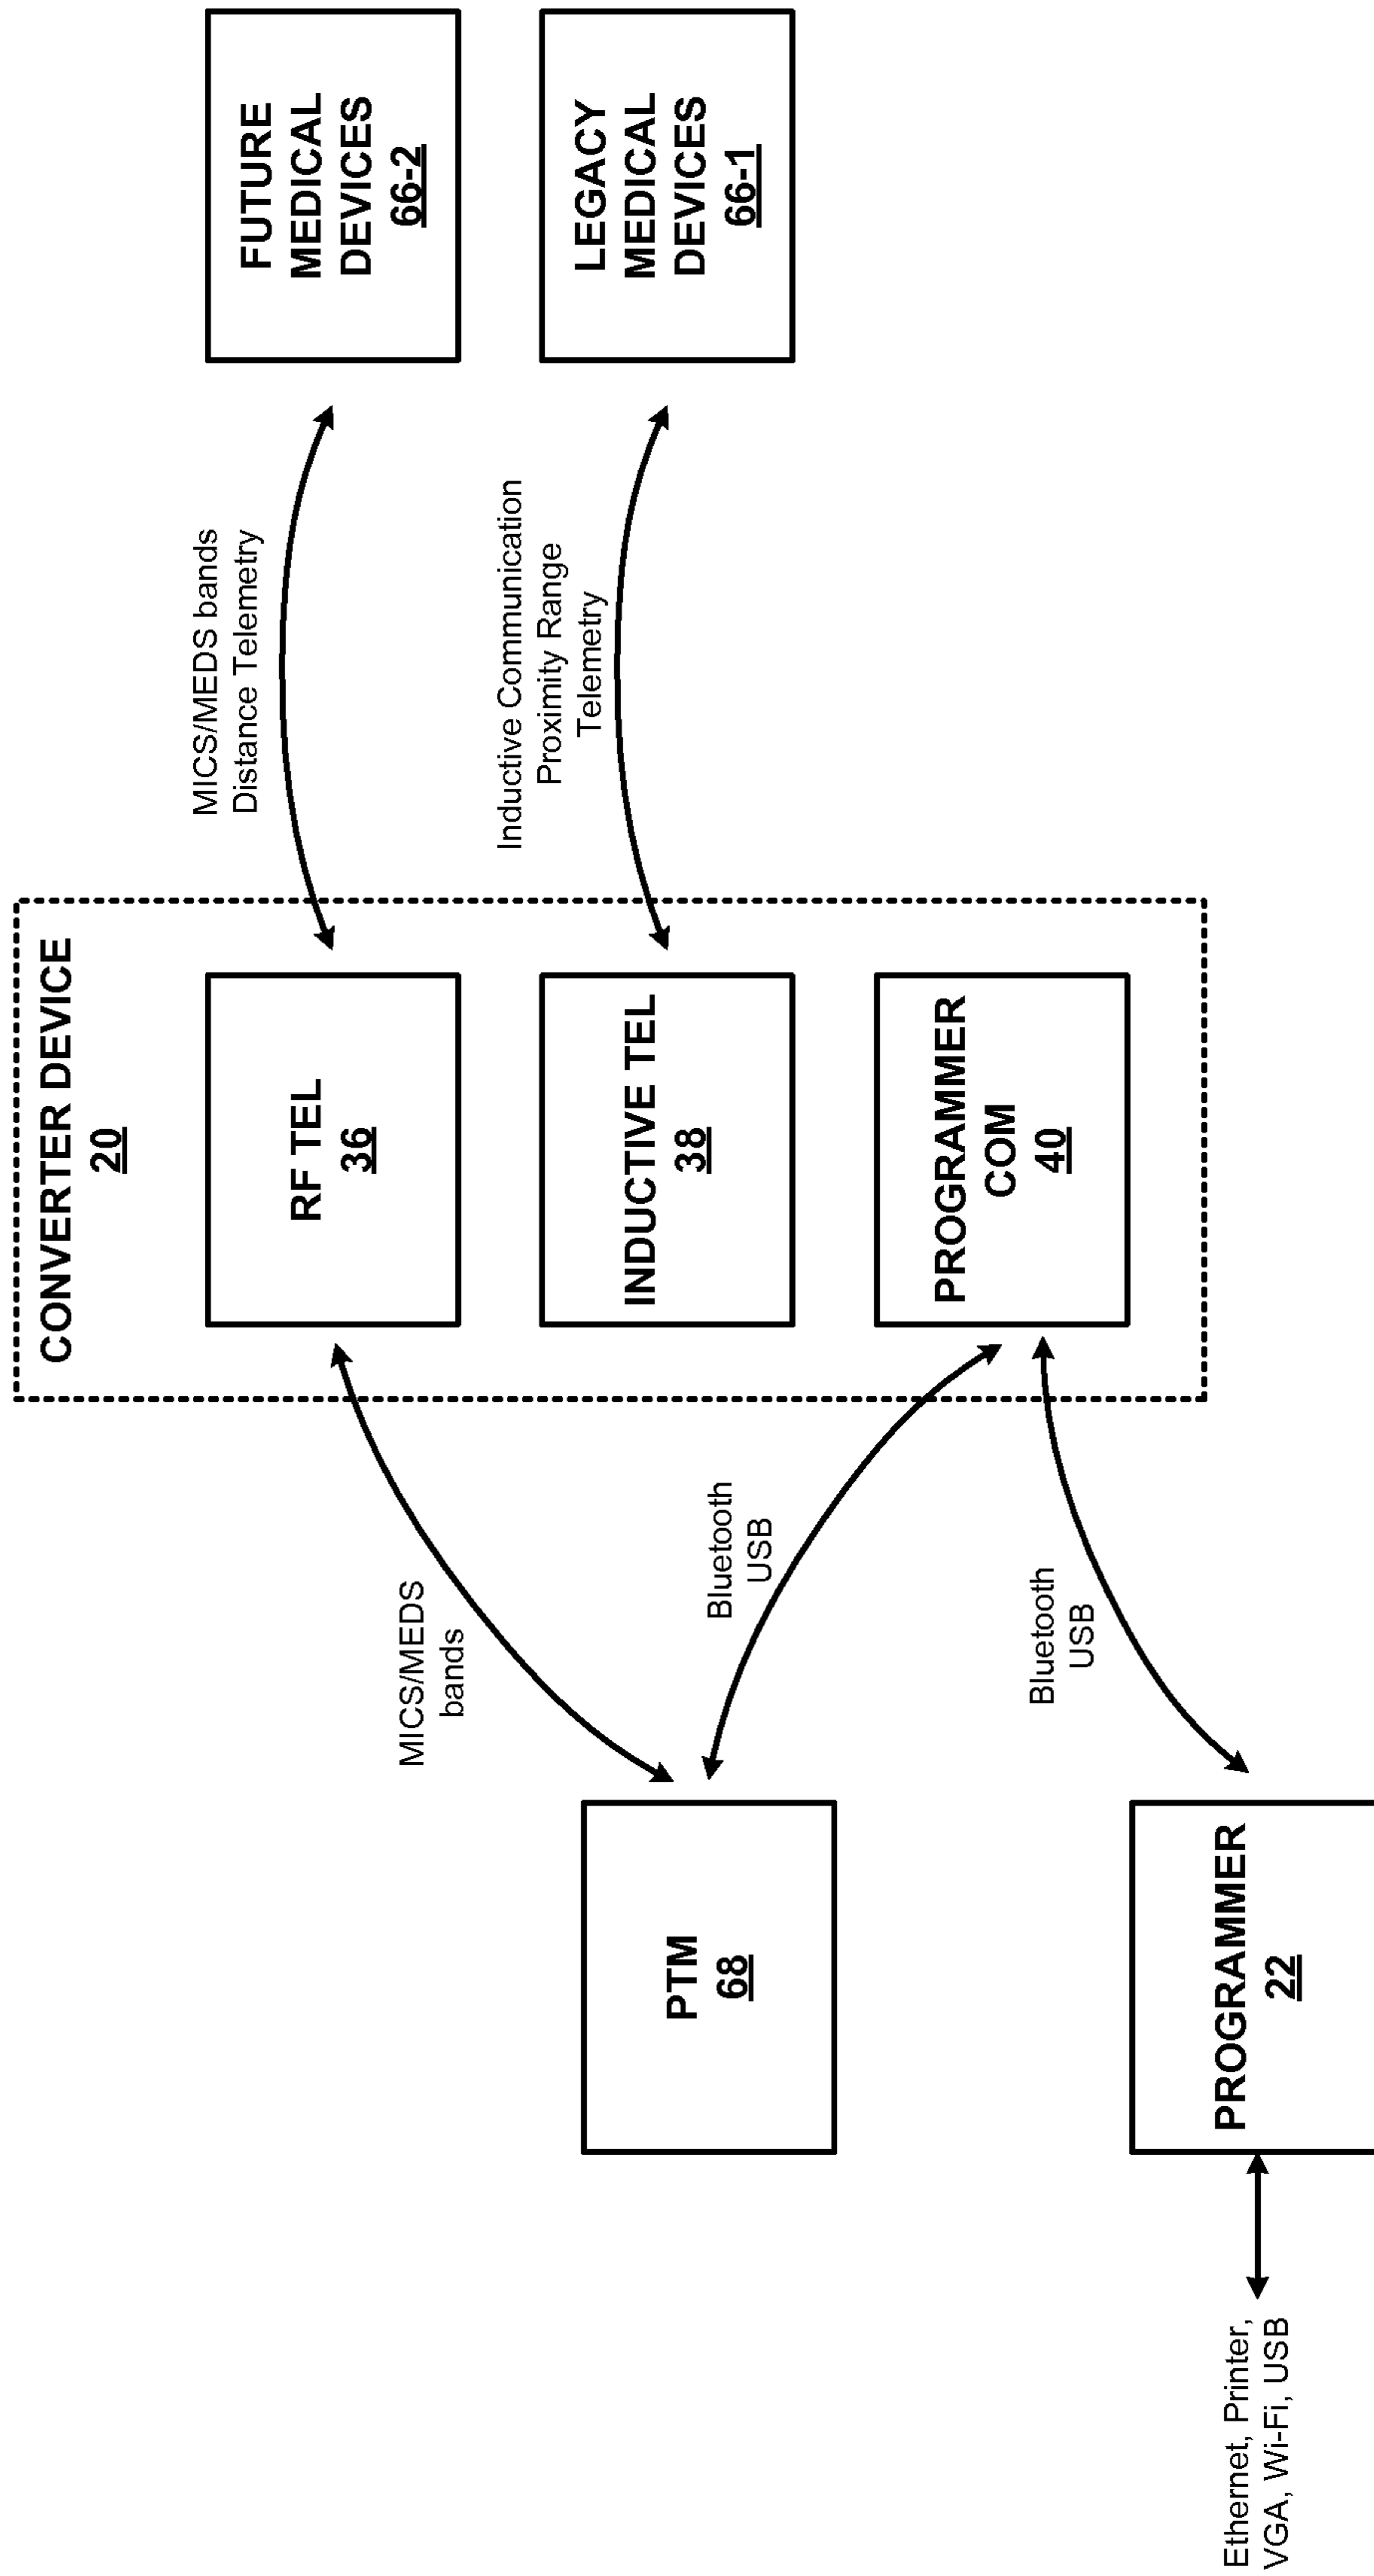 CONVERTER DEVICE
20
RF TEL
36
INDUCTIVE TEL
38
PROGRAMMER
COM
40
FUTURE
MEDICAL
DEVICES
66-2
LEGACY
MEDICAL
DEVICES
66-1
MICS/MEDS bands
Distance Telemetry
Inductive Communication
Proximity Range
Telemetry
MICS/MEDS
bands
Bluetooth
USB
Bluetooth
USB
PTM
68
PROGRAMMER
22
Ethernet, Printer,
VGA, Wi-Fi, USB